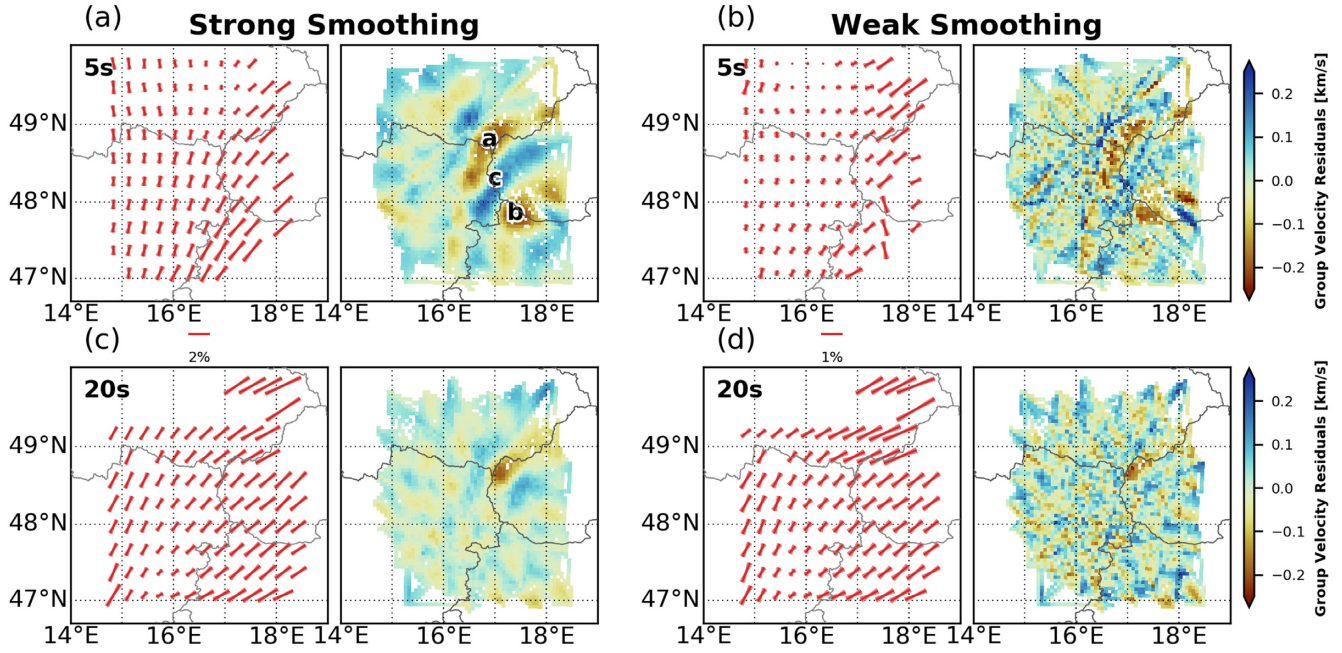 (a) Strong Smoothing
(b) Weak Smoothing
5s
a
c
b
49°N
48°N
47°N
14°E 16°E 18°E 14°E 16°E 18°E
5s
49°N
48°N
47°N
14°E 16°E 18°E 14°E 16°E 18°E
0.2
0.1
0.0
−0.1
−0.2
Group Velocity Residuals [km/s]
2%
1%
(c)
20s
49°N
48°N
47°N
14°E 16°E 18°E 14°E 16°E 18°E
(d)
20s
49°N
48°N
47°N
14°E 16°E 18°E 14°E 16°E 18°E
0.2
0.1
0.0
−0.1
−0.2
Group Velocity Residuals [km/s]